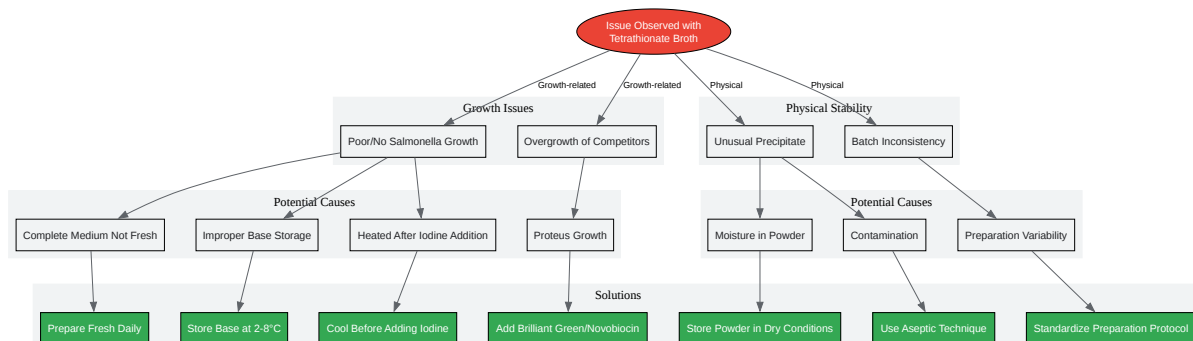 Issue Observed with
Tetrathionate Broth
Growth-related
Growth-related
Physical
Physical
Growth Issues
Physical Stability
Poor/No Salmonella Growth
Overgrowth of Competitors
Unusual Precipitate
Batch Inconsistency
Potential Causes
Potential Causes
Complete Medium Not Fresh
Improper Base Storage
Heated After Iodine Addition
Proteus Growth
Moisture in Powder
Contamination
Preparation Variability
Solutions
Prepare Fresh Daily
Store Base at 2-8°C
Cool Before Adding Iodine
Add Brilliant Green/Novobiocin
Store Powder in Dry Conditions
Use Aseptic Technique
Standardize Preparation Protocol